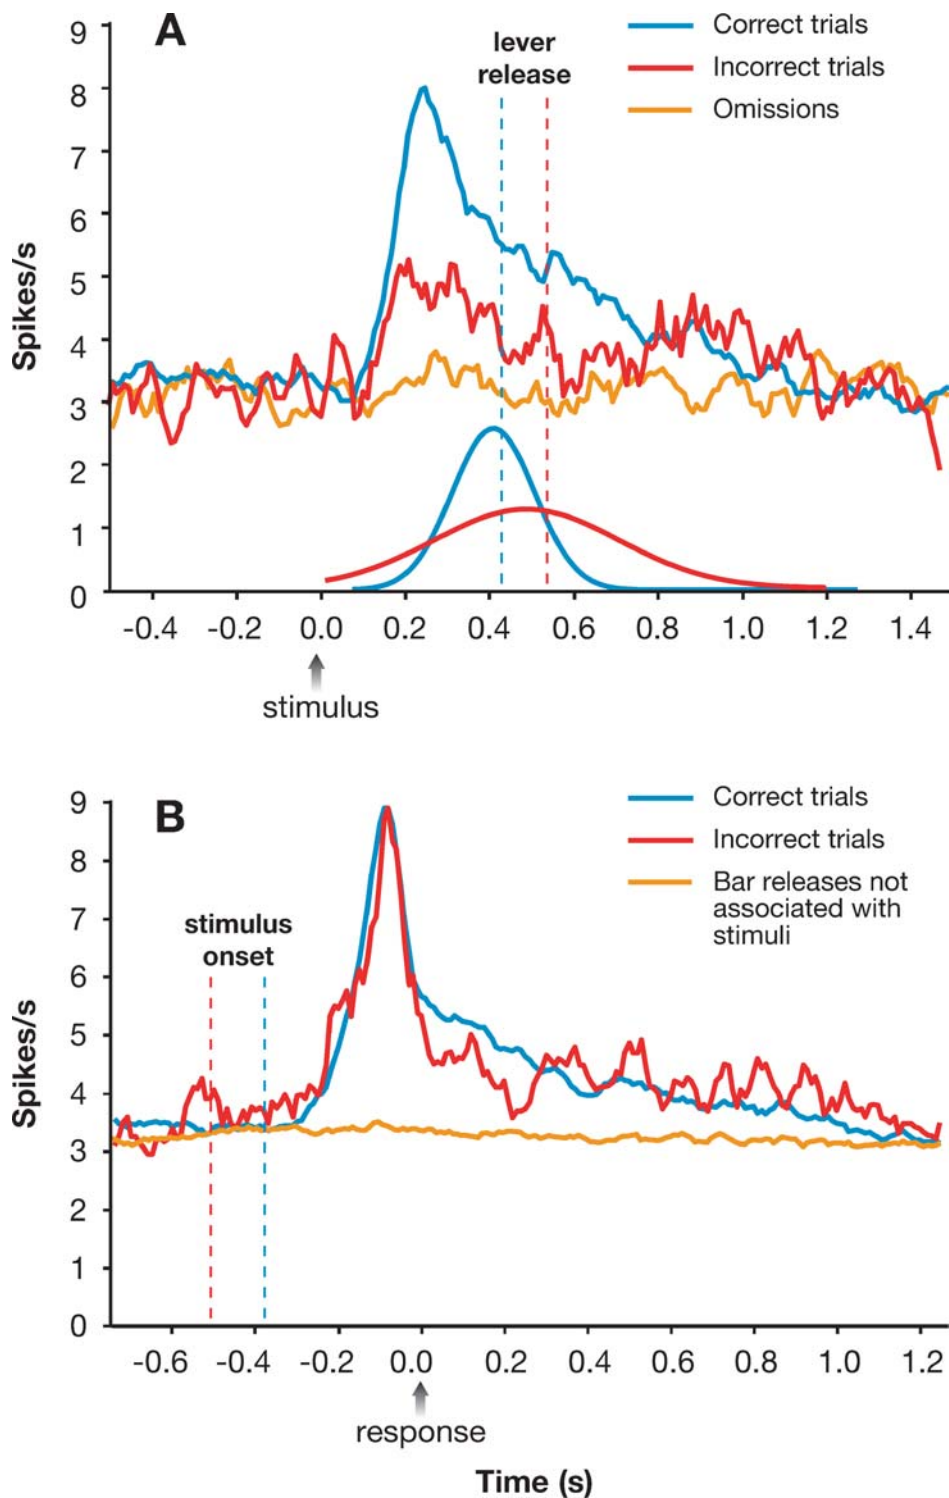 A
lever
release
Correct trials
Incorrect trials
Omissions
Spikes/s
9
8
7
6
5
4
3
2
1
0
-0.4 -0.2 0.0 0.2 0.4 0.6 0.8 1.0 1.2 1.4
stimulus
B
stimulus
onset
Correct trials
Incorrect trials
Bar releases not
associated with
stimuli
Spikes/s
9
8
7
6
5
4
3
2
1
0
-0.6 -0.4 -0.2 0.0 0.2 0.4 0.6 0.8 1.0 1.2
response
Time (s)